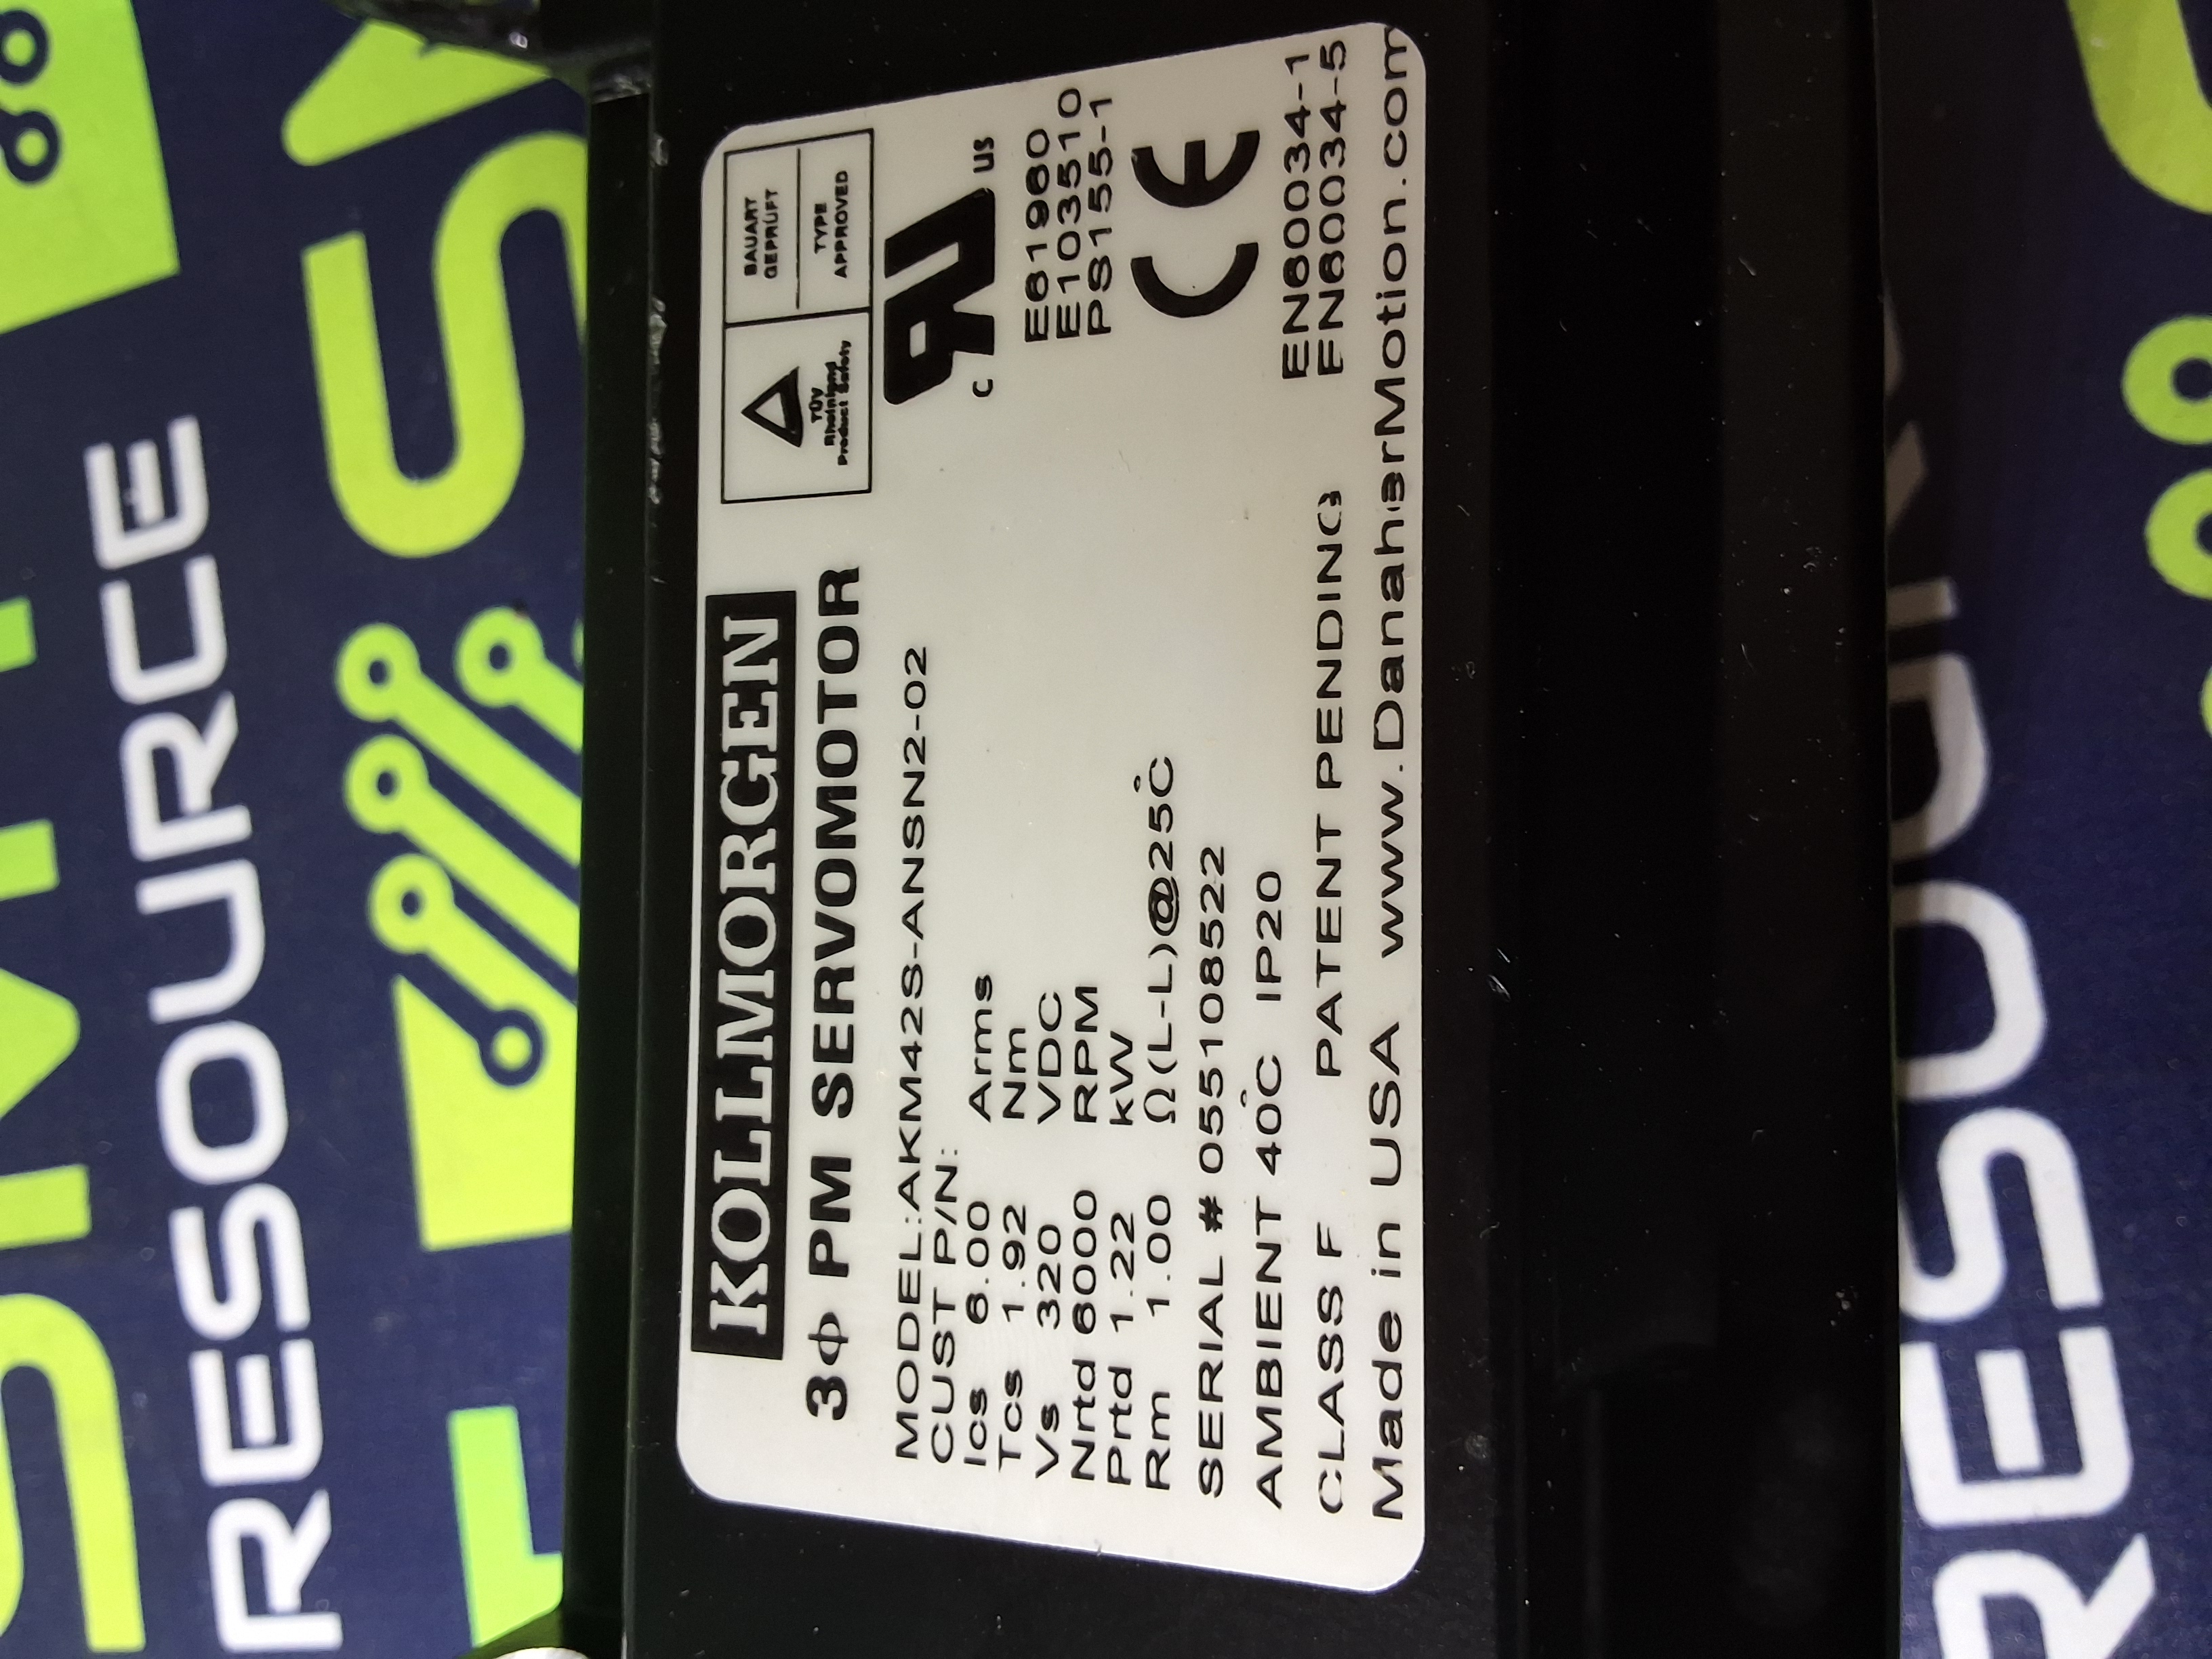 KOLLMORGEN
3Φ PM SERVOMOTOR
TÜV
Rheinland
Product Safety
BAUART
GEPRÜFT
TYPE
APPROVED
MODEL:AKM42S-ANSN2-02
CUST P/N:
Ics 6.00 Arms
Tcs 1.92 Nm
Vs 320 VDC
Nrtd 6000 RPM
Prtd 1.22 kW
Rm 1.00 Ω(L-L)@25°C
SERIAL # 055108522
AMBIENT 40°C IP20
CLASS F PATENT PENDING
Made in USA www.DanaherMotion.com
c US
E61960
E103510
PS155-1
CE
EN60034-1
EN60034-5
RESOURCE
RESOU